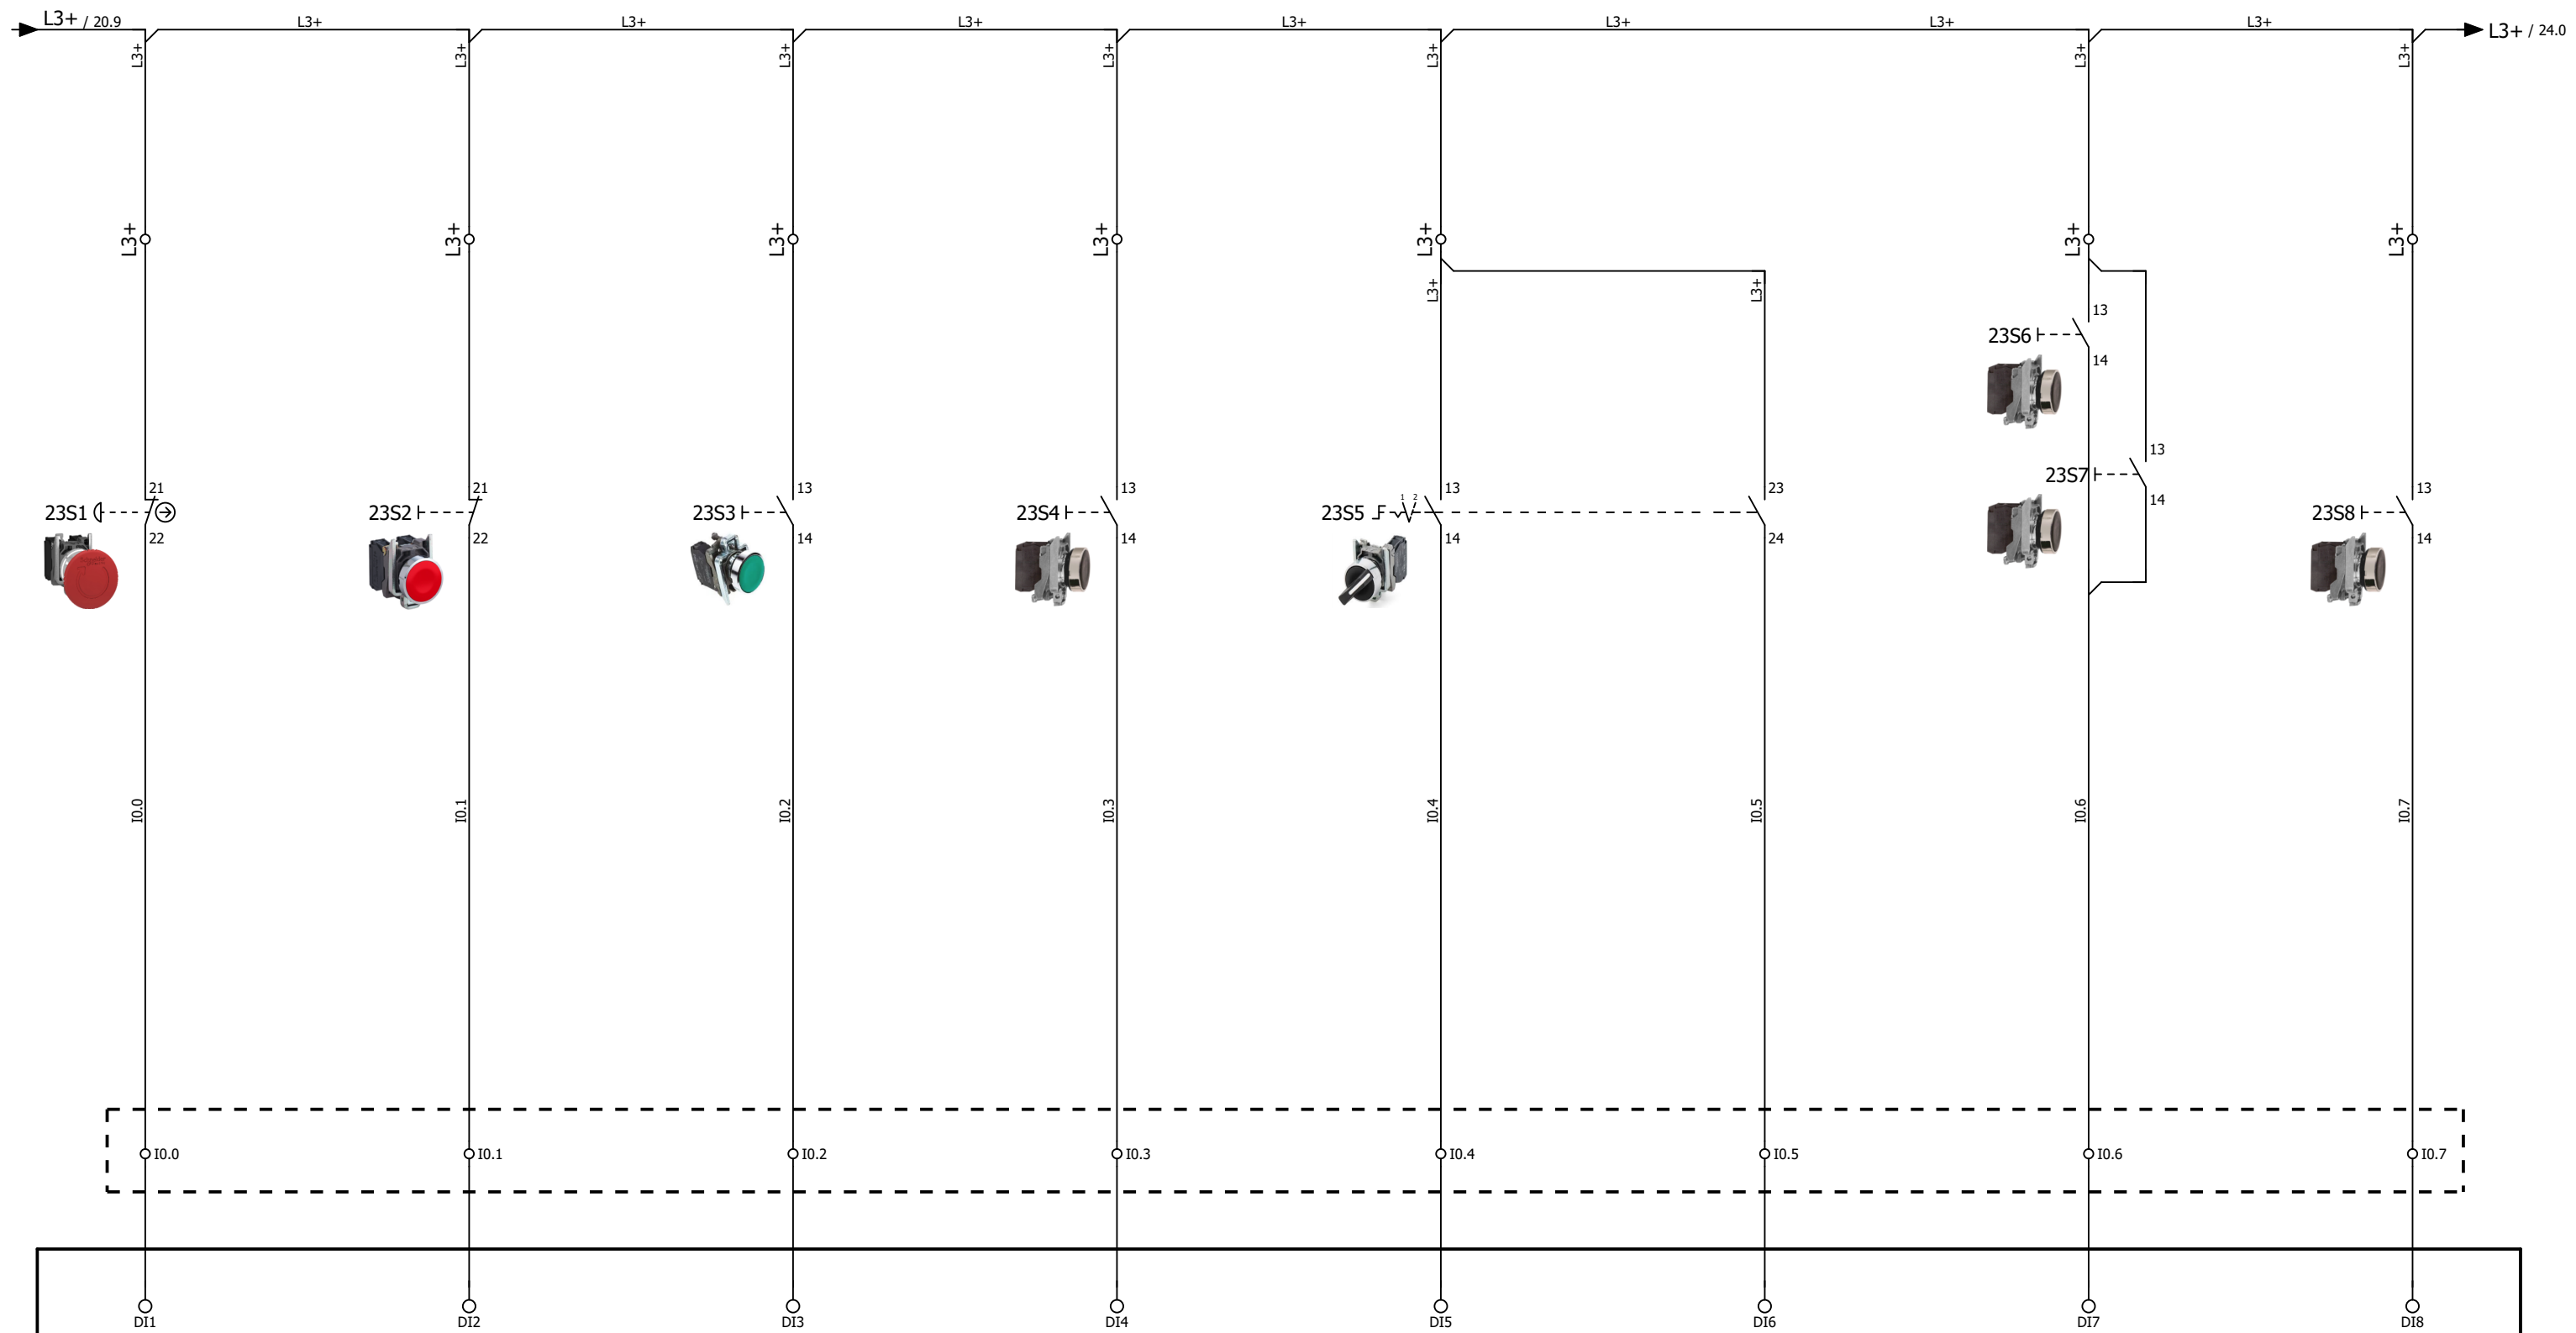 L3+ / 20.9
L3+ L3+ L3+ L3+ L3+ L3+ L3+
L3+ / 24.0
L3+ L3+ L3+ L3+ L3+ L3+ L3+
L3+ L3+ L3+ L3+ L3+ L3+ L3+
L3+ L3+
23S6 13 14
23S7 13 14
23S1 21 22
23S2 21 22
23S3 13 14
23S4 13 14
23S5 1 2 13 14
23 24
23S8 13 14
I0.0 I0.1 I0.2 I0.3 I0.4 I0.5 I0.6 I0.7
I0.0 I0.1 I0.2 I0.3 I0.4 I0.5 I0.6 I0.7
DI1 DI2 DI3 DI4 DI5 DI6 DI7 DI8